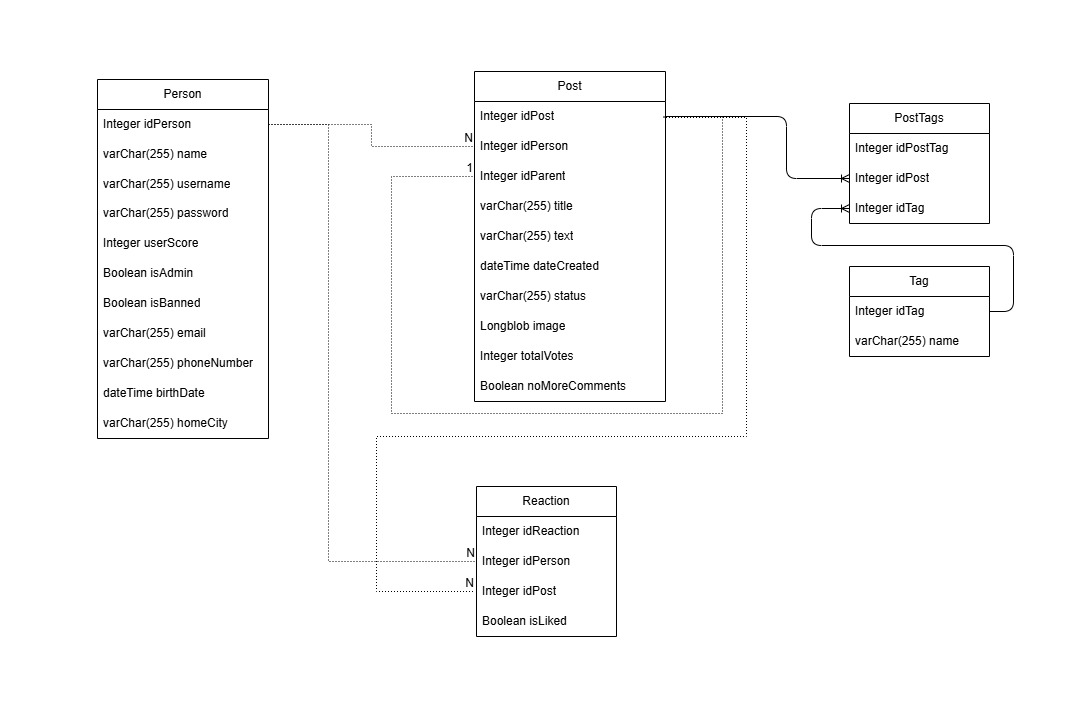 Person
Integer idPerson
varChar(255) name
varChar(255) username
varChar(255) password
Integer userScore
Boolean isAdmin
Boolean isBanned
varChar(255) email
varChar(255) phoneNumber
dateTime birthDate
varChar(255) homeCity
Post
Integer idPost
N
Integer idPerson
1
Integer idParent
varChar(255) title
varChar(255) text
dateTime dateCreated
varChar(255) status
Longblob image
Integer totalVotes
Boolean noMoreComments
PostTags
Integer idPostTag
Integer idPost
Integer idTag
Tag
Integer idTag
varChar(255) name
Reaction
Integer idReaction
N
Integer idPerson
N
Integer idPost
Boolean isLiked